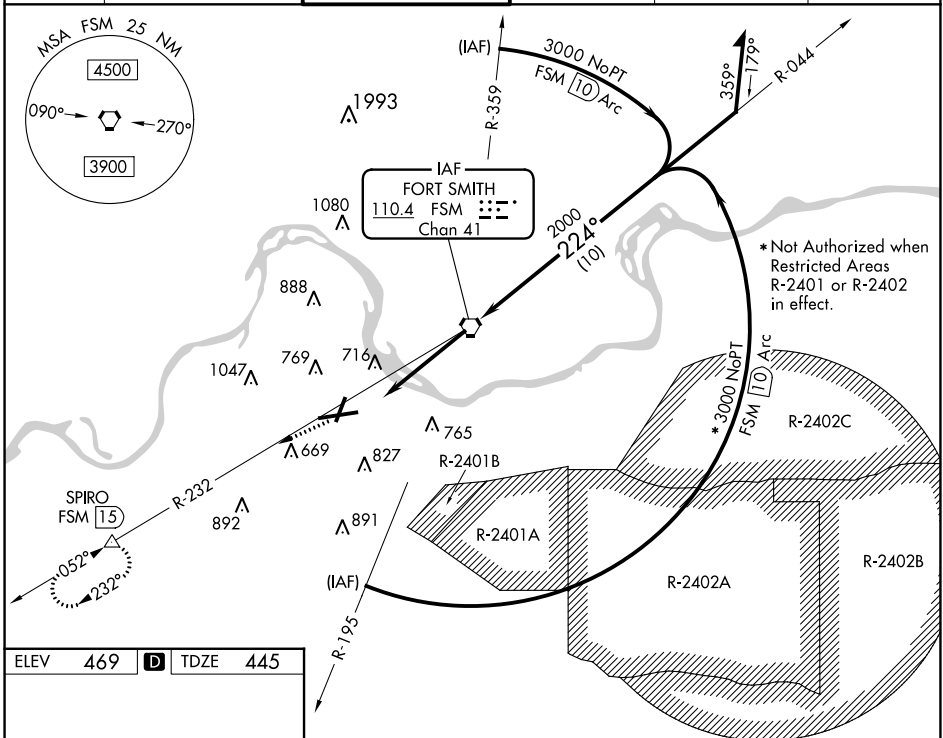 MSA FSM 25 NM
4500
090°
270°
3900
(IAF)
3000 NoPT
FSM 10 Arc
R-359
359°
179°
R-044
1993
IAF
FORT SMITH
110.4 FSM
Chan 41
1080
2000
224°
(10)
*Not Authorized when
Restricted Areas
R-2401 or R-2402
in effect.
888
1047
769
716
* 3000 NoPT
FSM 10 Arc
R-2402C
765
669
827
R-2401B
R-232
SPIRO
FSM 15
892
891
R-2401A
052°
232°
(IAF)
R-2402A
R-2402B
R-195
ELEV 469 D TDZE 445